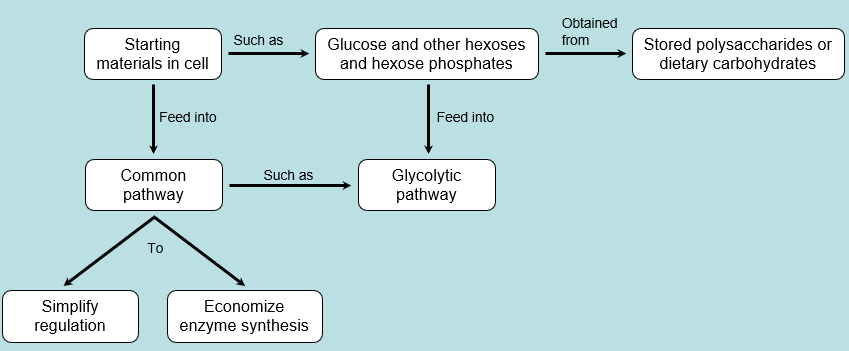 Starting
materials in cell
Such as
Glucose and other hexoses
and hexose phosphates
Obtained
from
Stored polysaccharides or
dietary carbohydrates
Feed into
Feed into
Common
pathway
Such as
Glycolytic
pathway
To
Simplify
regulation
Economize
enzyme synthesis